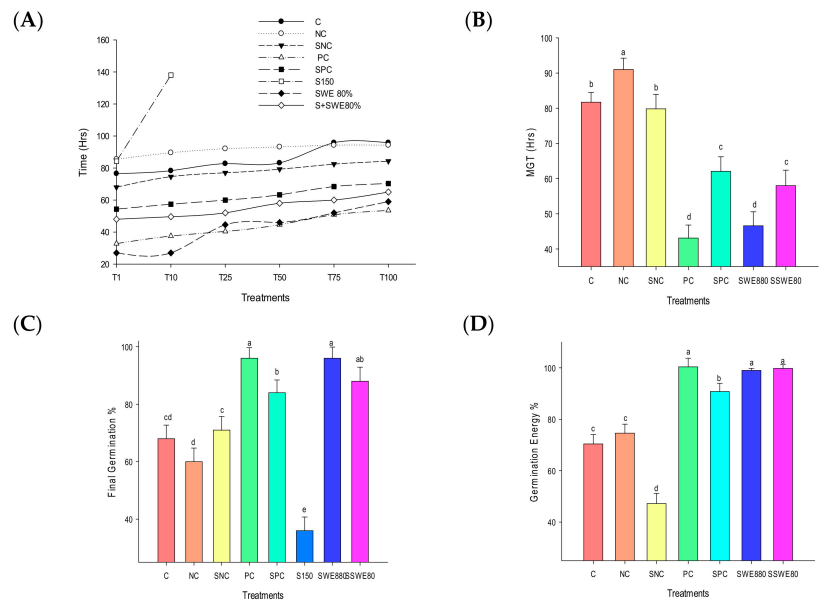 (A)
C
NC
SNC
PC
SPC
S150
SWE 80%
S+SWE80%
160
140
120
100
80
60
40
20
Time (Hrs)
T1 T10 T25 T50 T75 T100
Treatments
(B)
100
90
80
70
60
50
40
MGT (Hrs)
b a b d c d c
C NC SNC PC SPC SWE880 SSWE80
Treatments
(C)
100
80
60
40
Final Germination %
cd d c a b e a ab
C NC SNC PC SPC S150 SWE880 SSWE80
Treatments
(D)
100
80
60
40
Germination Energy %
c c d a b a a
C NC SNC PC SPC SWE880 SSWE80
Treatments